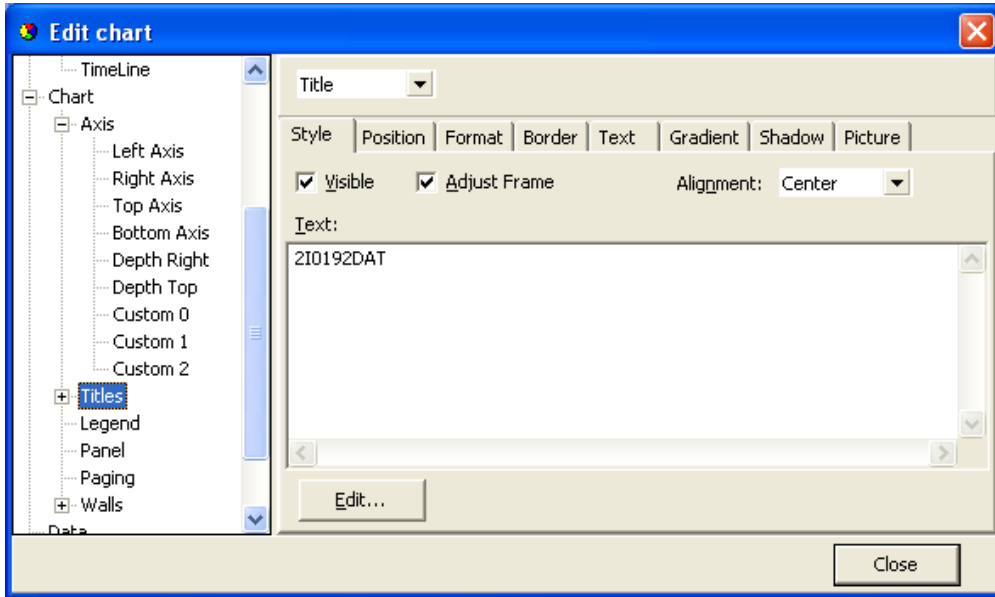 Edit chart
TimeLine
Chart
Axis
Left Axis
Right Axis
Top Axis
Bottom Axis
Depth Right
Depth Top
Custom 0
Custom 1
Custom 2
Titles
Legend
Panel
Paging
Walls
Data
Title
Style Position Format Border Text Gradient Shadow Picture
Visible Adjust Frame Alignment: Center
Text:
2I0192DAT
Edit...
Close